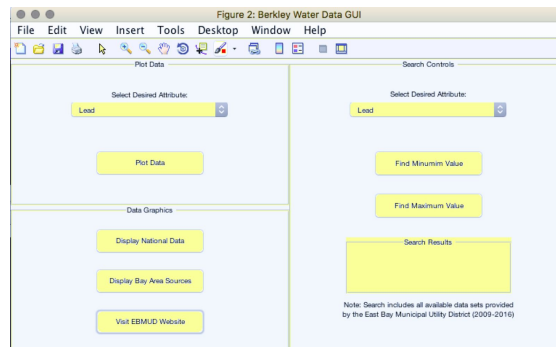 Figure 2: Berkley Water Data GUI
File Edit View Insert Tools Desktop Window Help
Plot Data
Select Desired Attribute:
Lead
Plot Data
Data Graphics
Display National Data
Display Bay Area Sources
Visit EBMUD Website
Search Controls
Select Desired Attribute:
Lead
Find Minumim Value
Find Maximum Value
Search Results
Note: Search includes all available data sets provided
by the East Bay Municipal Utility District (2009-2016)